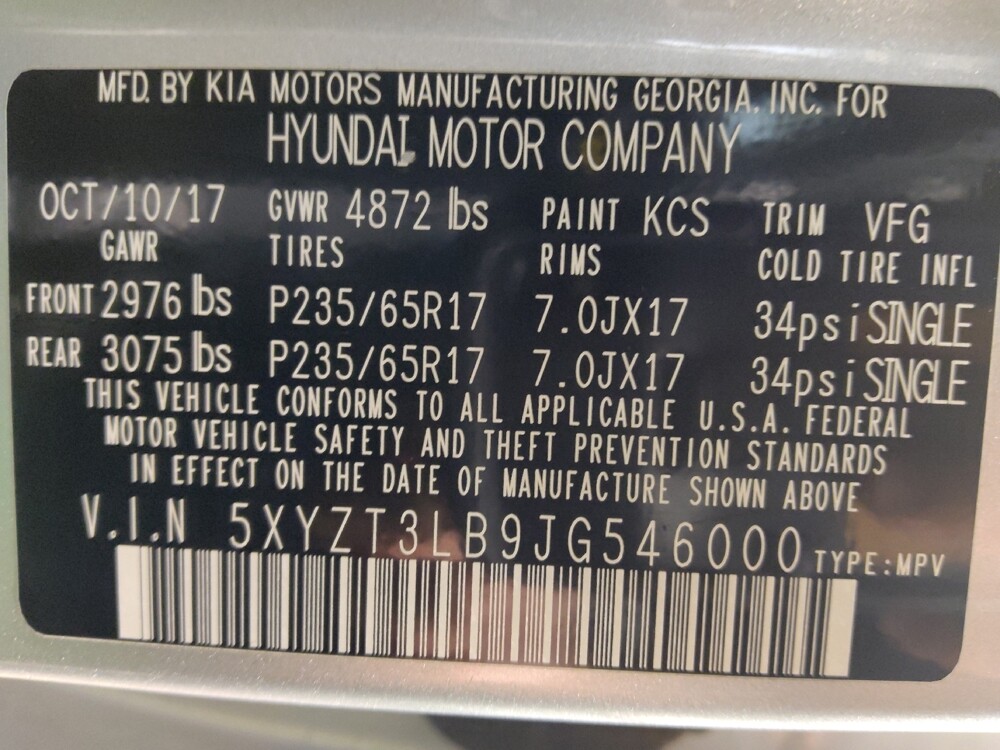 MFD. BY KIA MOTORS MANUFACTURING GEORGIA, INC. FOR
HYUNDAI MOTOR COMPANY
OCT/10/17 GVWR 4872 lbs PAINT KCS TRIM VFG
GAWR TIRES RIMS COLD TIRE INFL
FRONT 2976 lbs P235/65R17 7.0JX17 34psi SINGLE
REAR 3075 lbs P235/65R17 7.0JX17 34psi SINGLE
THIS VEHICLE CONFORMS TO ALL APPLICABLE U.S.A. FEDERAL
MOTOR VEHICLE SAFETY AND THEFT PREVENTION STANDARDS
IN EFFECT ON THE DATE OF MANUFACTURE SHOWN ABOVE
V.I.N 5XYZT3LB9JG546000 TYPE:MPV